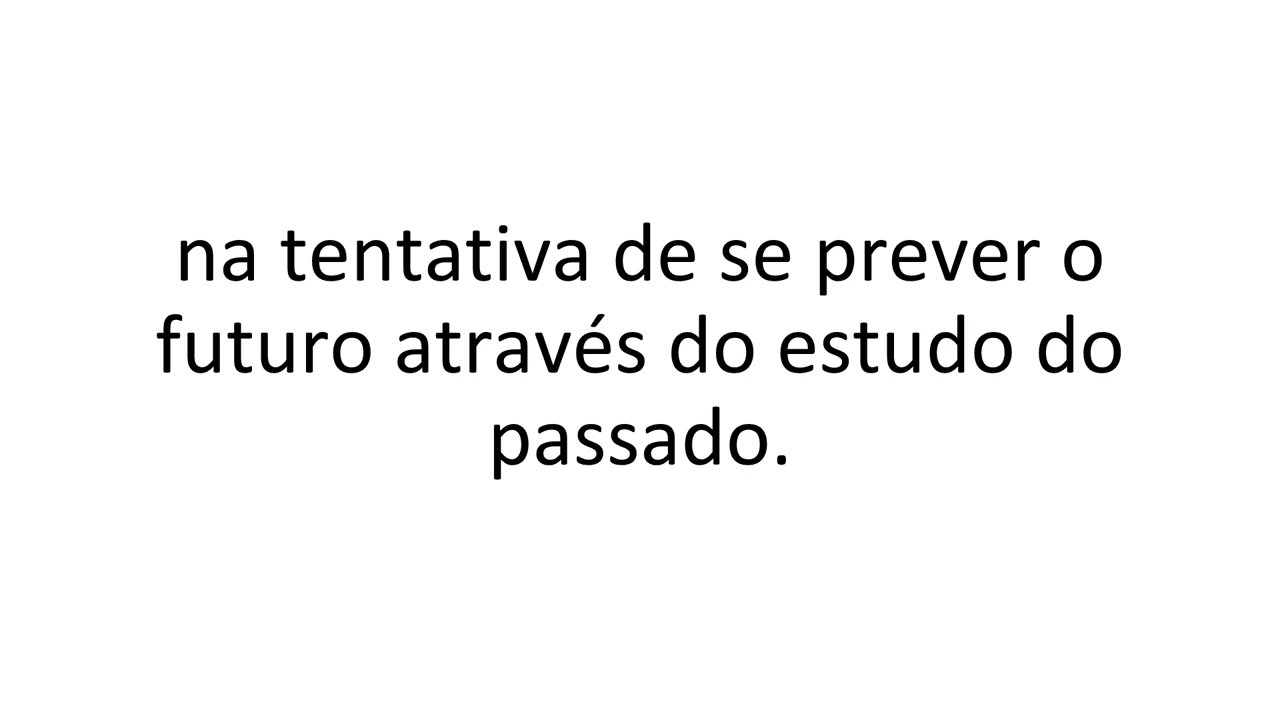 na tentativa de se prever o
futuro através do estudo do
passado.